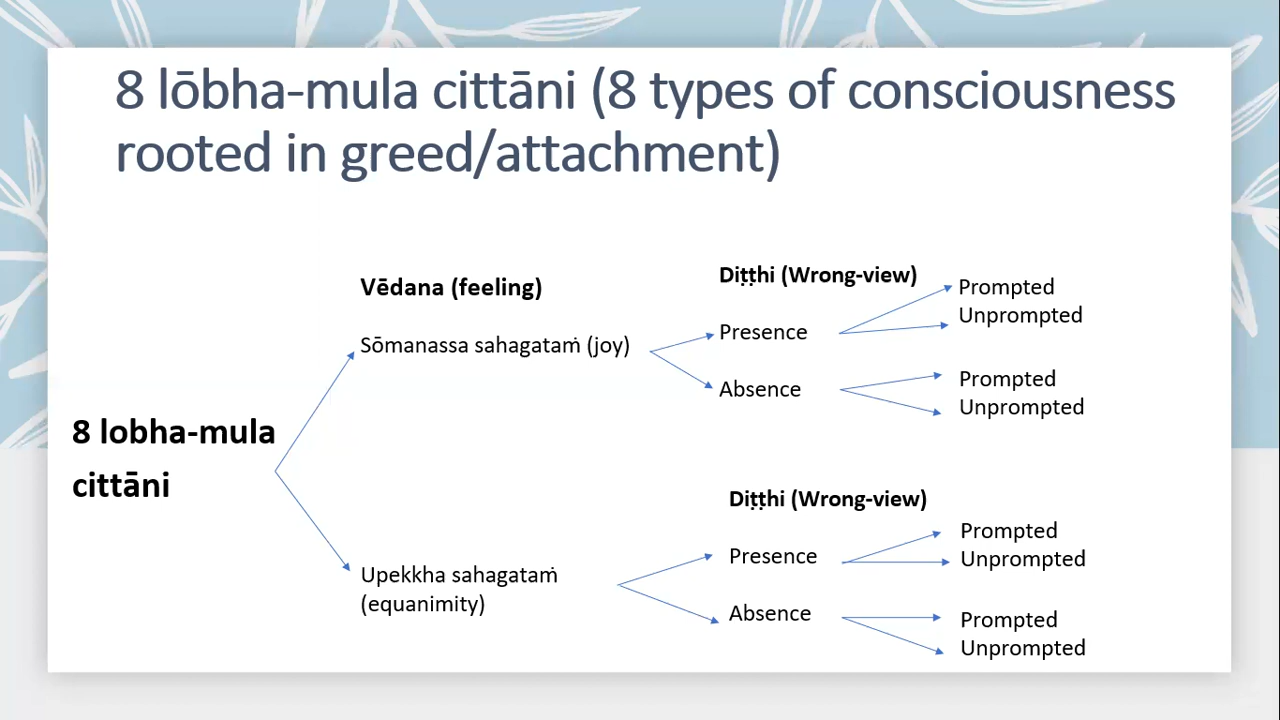 8 lōbha-mula cittāni (8 types of consciousness
rooted in greed/attachment)
Vēdana (feeling)
Sōmanassa sahagataṁ (joy)
Diṭṭhi (Wrong-view)
Presence
Prompted
Unprompted
Absence
Prompted
Unprompted
8 lobha-mula
cittāni
Upekkha sahagataṁ
(equanimity)
Diṭṭhi (Wrong-view)
Presence
Prompted
Unprompted
Absence
Prompted
Unprompted